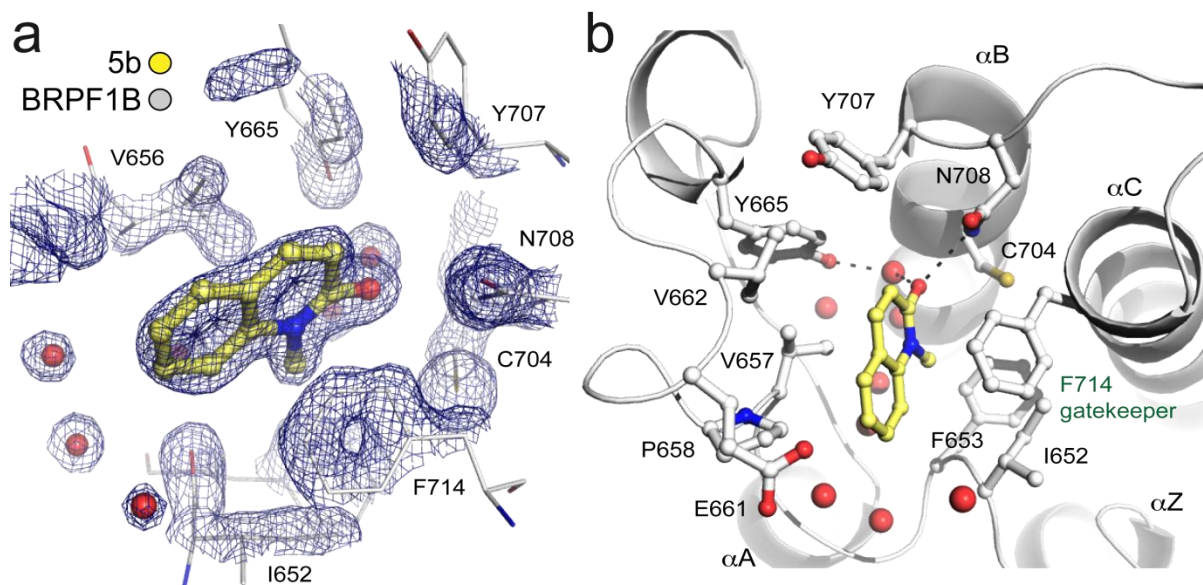 a
5b
BRPF1B
Y665
Y707
V656
N708
C704
F714
I652
b
αB
Y707
N708
αC
Y665
C704
V662
V657
F714
gatekeeper
P658
F653
I652
E661
αA
αZ